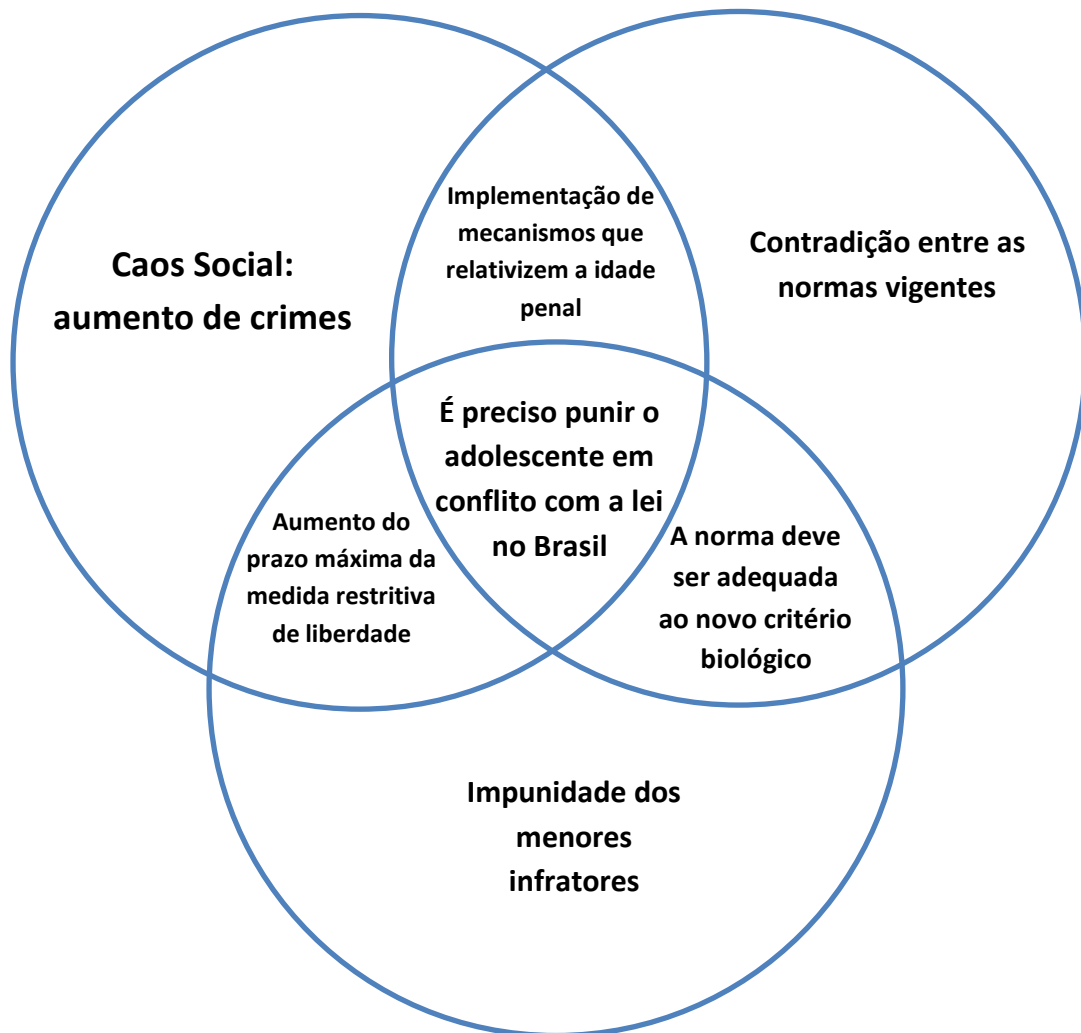 Implementação de
mecanismos que
relativizem a idade
penal
Caos Social:
aumento de crimes
Contradição entre as
normas vigentes
É preciso punir o
adolescente em
conflito com a lei
no Brasil
Aumento do
prazo máxima da
medida restritiva
de liberdade
A norma deve
ser adequada
ao novo critério
biológico
Impunidade dos
menores
infratores